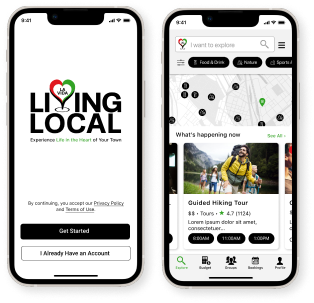 9:41
LA
VIDA
LIVING
LOCAL
Experience Life in the Heart of Your Town
By continuing, you accept our Privacy Policy
and Terms of Use.
Get Started
I Already Have an Account
9:41
I want to explore
Food & Drink
Nature
Sports A
What's happening now
See All
Guided Hiking Tour
$$ • Tours • ★ 4.7 (1124)
Lorem ipsum dolor sit amet,
consectetuer...
8:00AM
11:00AM
1:00PM
Explore
Budget
Groups
Bookings
Profile